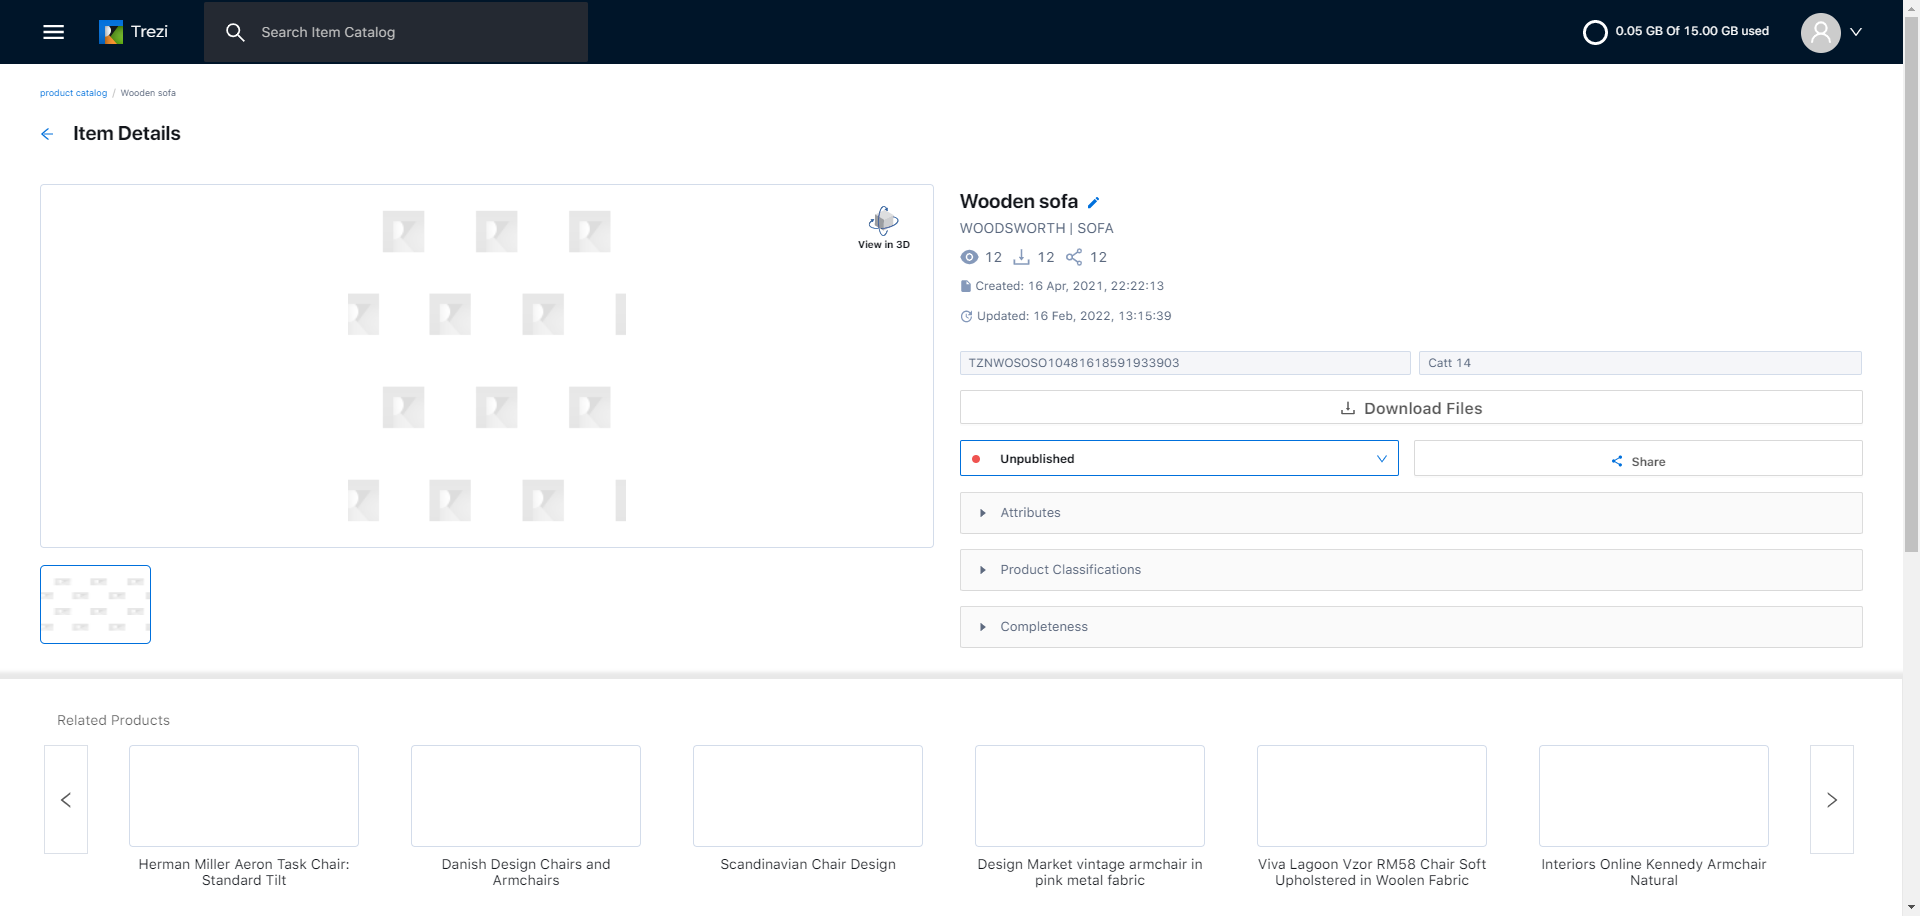 Trezi
Search Item Catalog
0.05 GB Of 15.00 GB used
product catalog / Wooden sofa
Item Details
View in 3D
Wooden sofa
WOODSWORTH | SOFA
12 12 12
Created: 16 Apr, 2021, 22:22:13
Updated: 16 Feb, 2022, 13:15:39
TZNWOSOSO10481618591933903
Catt 14
Download Files
Unpublished
Share
Attributes
Product Classifications
Completeness
Related Products
Herman Miller Aeron Task Chair:
Standard Tilt
Danish Design Chairs and
Armchairs
Scandinavian Chair Design
Design Market vintage armchair in
pink metal fabric
Viva Lagoon Vzor RM58 Chair Soft
Upholstered in Woolen Fabric
Interiors Online Kennedy Armchair
Natural